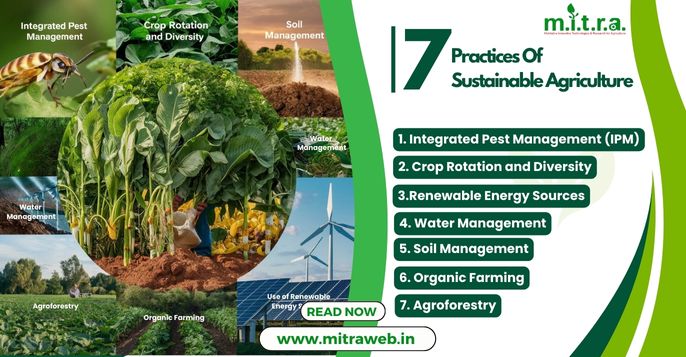 Integrated Pest
Management
Crop Rotation
and Diversity
Soil
Management
Water
Management
Water
Management
Agroforestry
Organic Farming
Use of Renewable
Energy
READ NOW
www.mitraweb.in
m.i.t.r.a.
7
Practices Of
Sustainable Agriculture
1. Integrated Pest Management (IPM)
2. Crop Rotation and Diversity
3.Renewable Energy Sources
4. Water Management
5. Soil Management
6. Organic Farming
7. Agroforestry